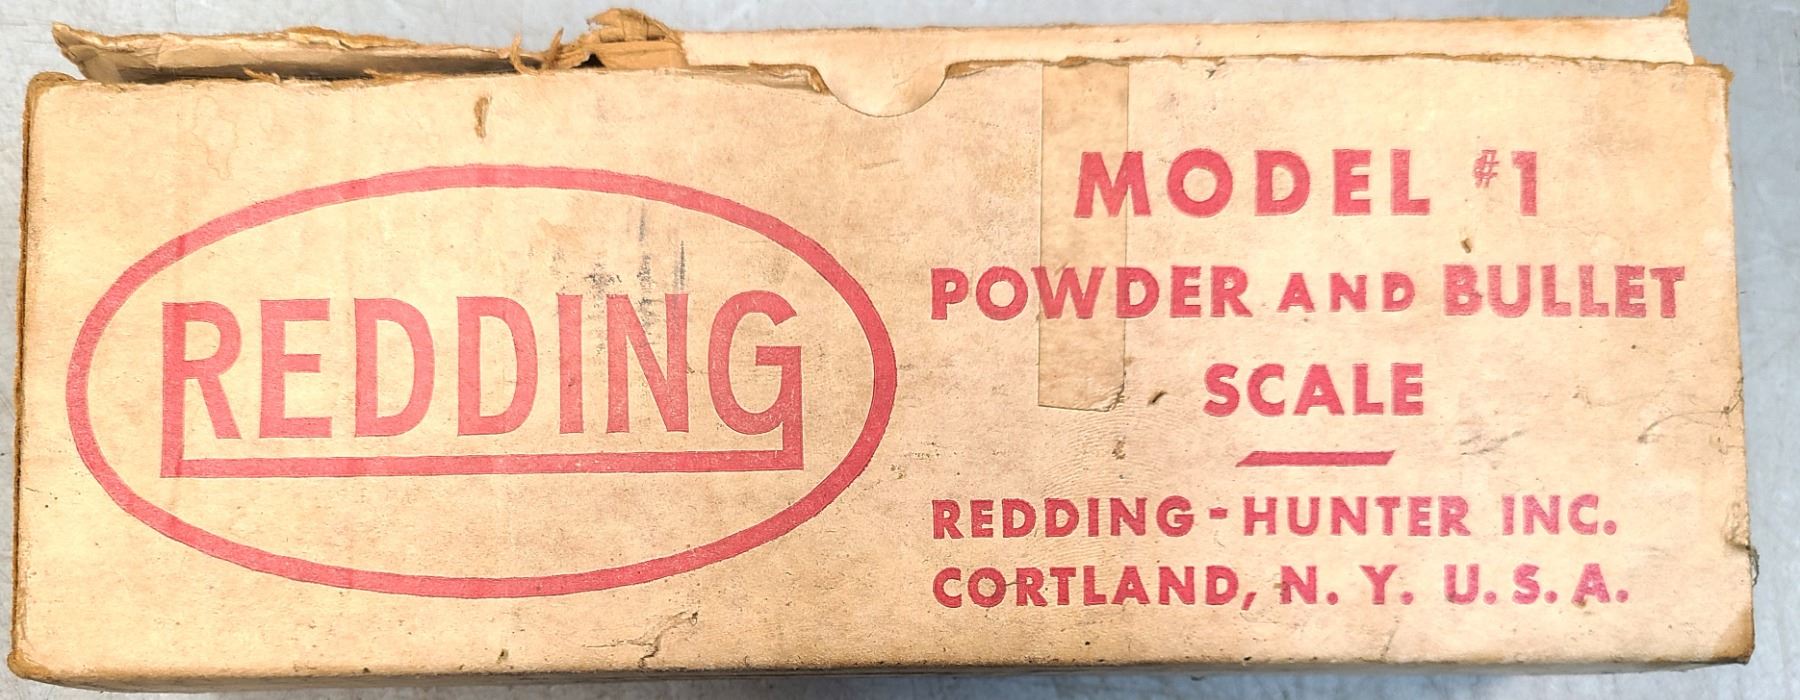 REDDING
MODEL #1
POWDER AND BULLET
SCALE
REDDING-HUNTER INC.
CORTLAND, N. Y. U. S. A.